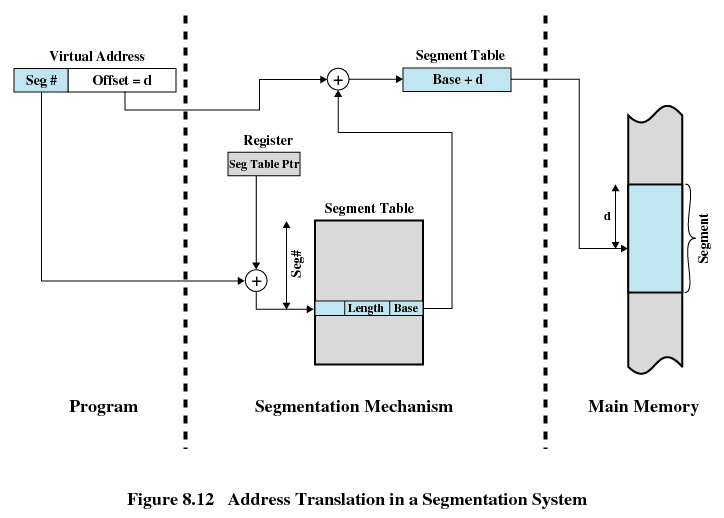 Virtual Address
Seg #
Offset = d
+
Segment Table
Base + d
Register
Seg Table Ptr
Segment Table
Seg#
+
Length
Base
d
Segment
Program
Segmentation Mechanism
Main Memory
Figure 8.12 Address Translation in a Segmentation System